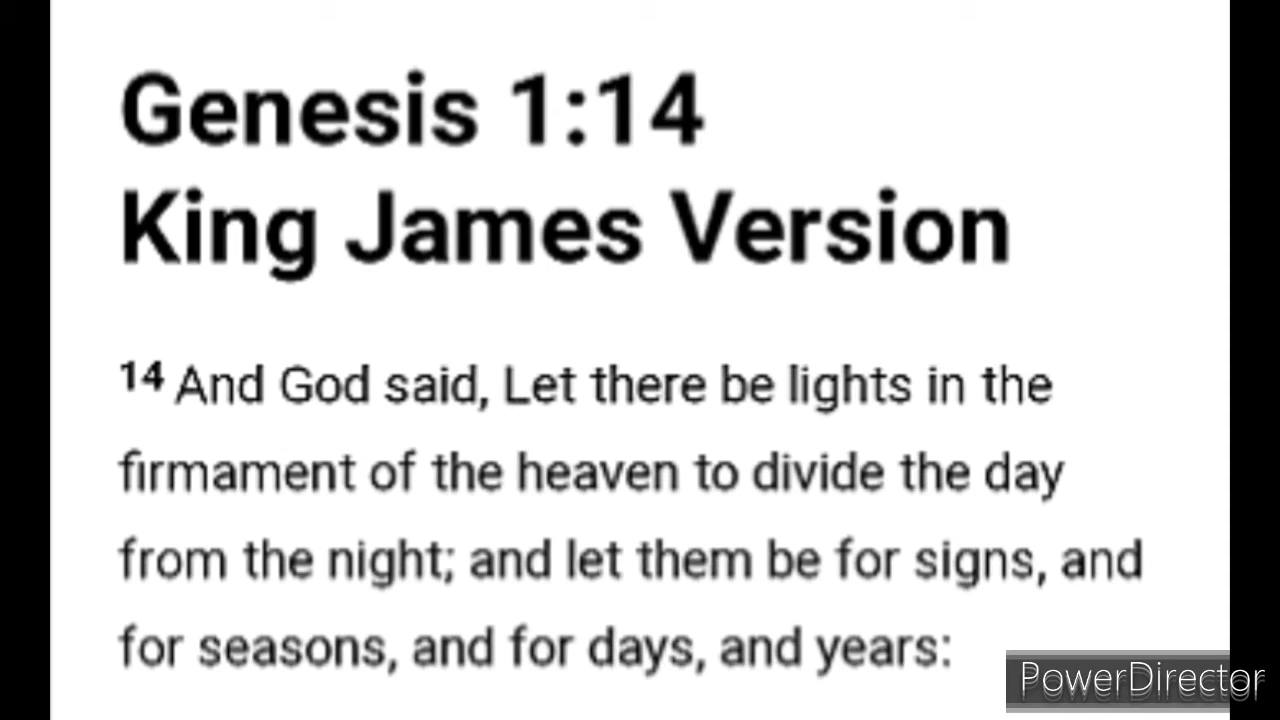 Genesis 1:14
King James Version
14 And God said, Let there be lights in the
firmament of the heaven to divide the day
from the night; and let them be for signs, and
for seasons, and for days, and years:
PowerDirector